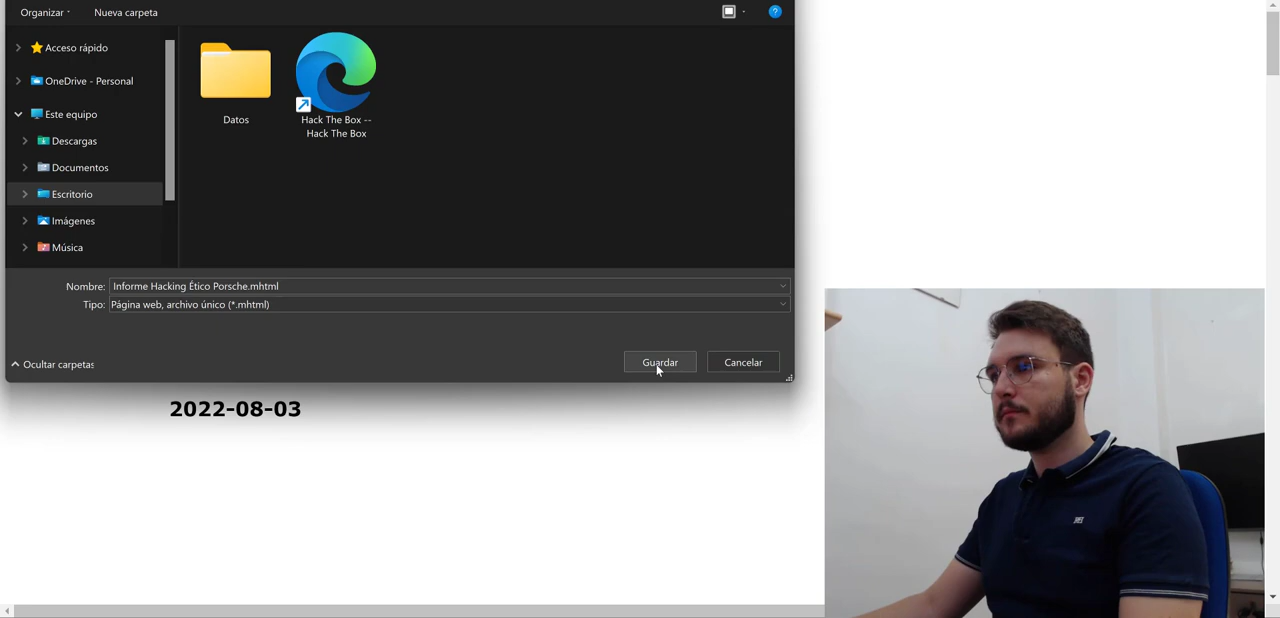 Organizar
Nueva carpeta
Acceso rápido
OneDrive - Personal
Este equipo
Descargas
Documentos
Escritorio
Imágenes
Música
Datos
Hack The Box --
Hack The Box
Nombre:
Informe Hacking Ético Porsche.mhtml
Tipo:
Página web, archivo único (*.mhtml)
Ocultar carpetas
Guardar
Cancelar
2022-08-03